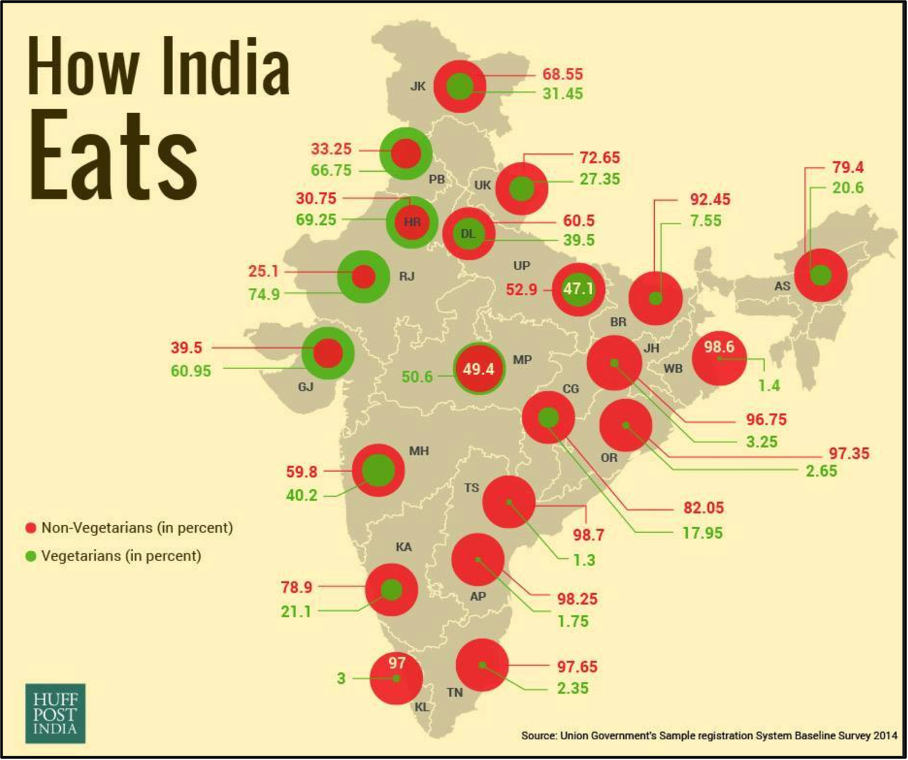 How India
Eats
JK
68.55
31.45
33.25
66.75
PB
UK
72.65
27.35
79.4
20.6
30.75
69.25
HR
DL
60.5
39.5
92.45
7.55
25.1
74.9
RJ
UP
52.9
47.1
BR
AS
39.5
60.95
GJ
50.6
49.4
MP
JH
WB
98.6
1.4
CG
96.75
3.25
OR
97.35
2.65
MH
59.8
40.2
TS
82.05
17.95
98.7
1.3
Non-Vegetarians (in percent)
Vegetarians (in percent)
KA
78.9
21.1
AP
98.25
1.75
97
3
KL
TN
97.65
2.35
HUFF
POST
INDIA
Source: Union Government's Sample registration System Baseline Survey 2014